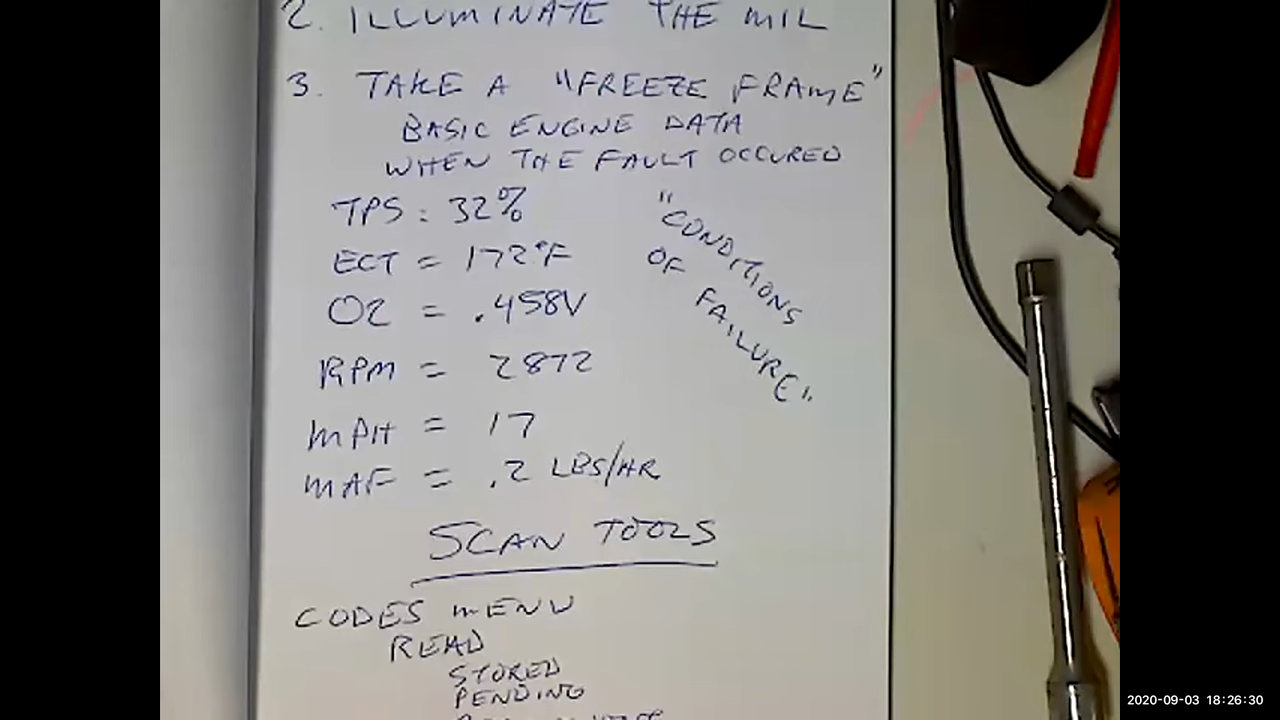 2. ILLUMINATE THE MIL
3. TAKE A "FREEZE FRAME"
BASIC ENGINE DATA
WHEN THE FAULT OCCURED
TPS : 32%
ECT = 172°F
O2 = .458V
RPM = 2872
MPH = 17
MAF = .2 LBS/HR
"CONDITIONS
OF
FAILURE"
SCAN TOOLS
CODES MENU
READ
STORED
PENDING
2020-09-03 18:26:30